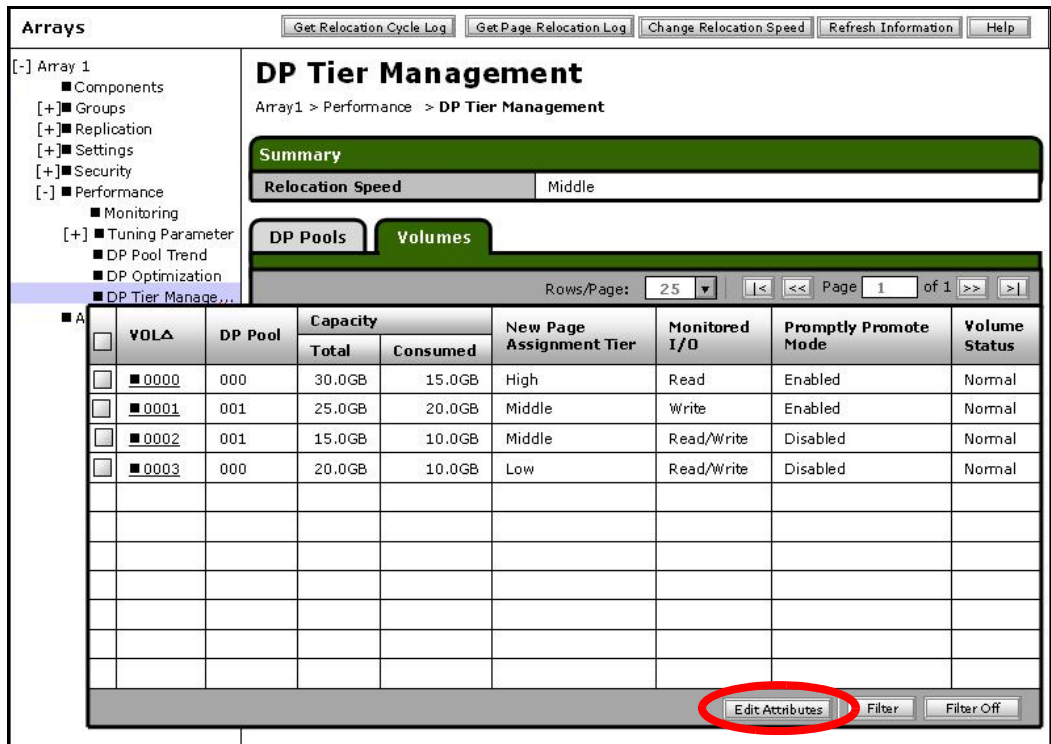 Arrays
Get Relocation Cycle Log
Get Page Relocation Log
Change Relocation Speed
Refresh Information
Help
[-] Array 1
Components
[+] Groups
[+] Replication
[+] Settings
[+] Security
[-] Performance
Monitoring
[+] Tuning Parameter
DP Pool Trend
DP Optimization
DP Tier Manage...
A
DP Tier Management
Array1 > Performance > DP Tier Management
Summary
Relocation Speed Middle
DP Pools Volumes
Rows/Page: 25 |< << Page 1 of 1 >> >|
VOL△ DP Pool Capacity New Page Assignment Tier Monitored I/O Promptly Promote Mode Volume Status
Total Consumed
0000 000 30.0GB 15.0GB High Read Enabled Normal
0001 001 25.0GB 20.0GB Middle Write Enabled Normal
0002 001 15.0GB 10.0GB Middle Read/Write Disabled Normal
0003 000 20.0GB 10.0GB Low Read/Write Disabled Normal
Edit Attributes Filter Filter Off